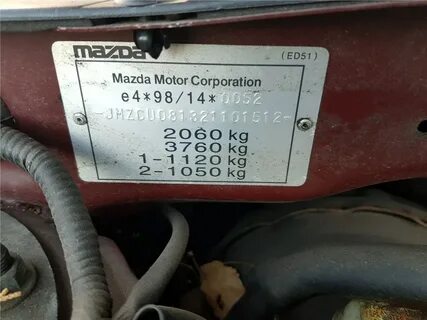 mazda
(ED51)
Mazda Motor Corporation
e4*98/14*0052
JMZCU081321101512-
2060 kg
3760 kg
1-1120 kg
2-1050 kg